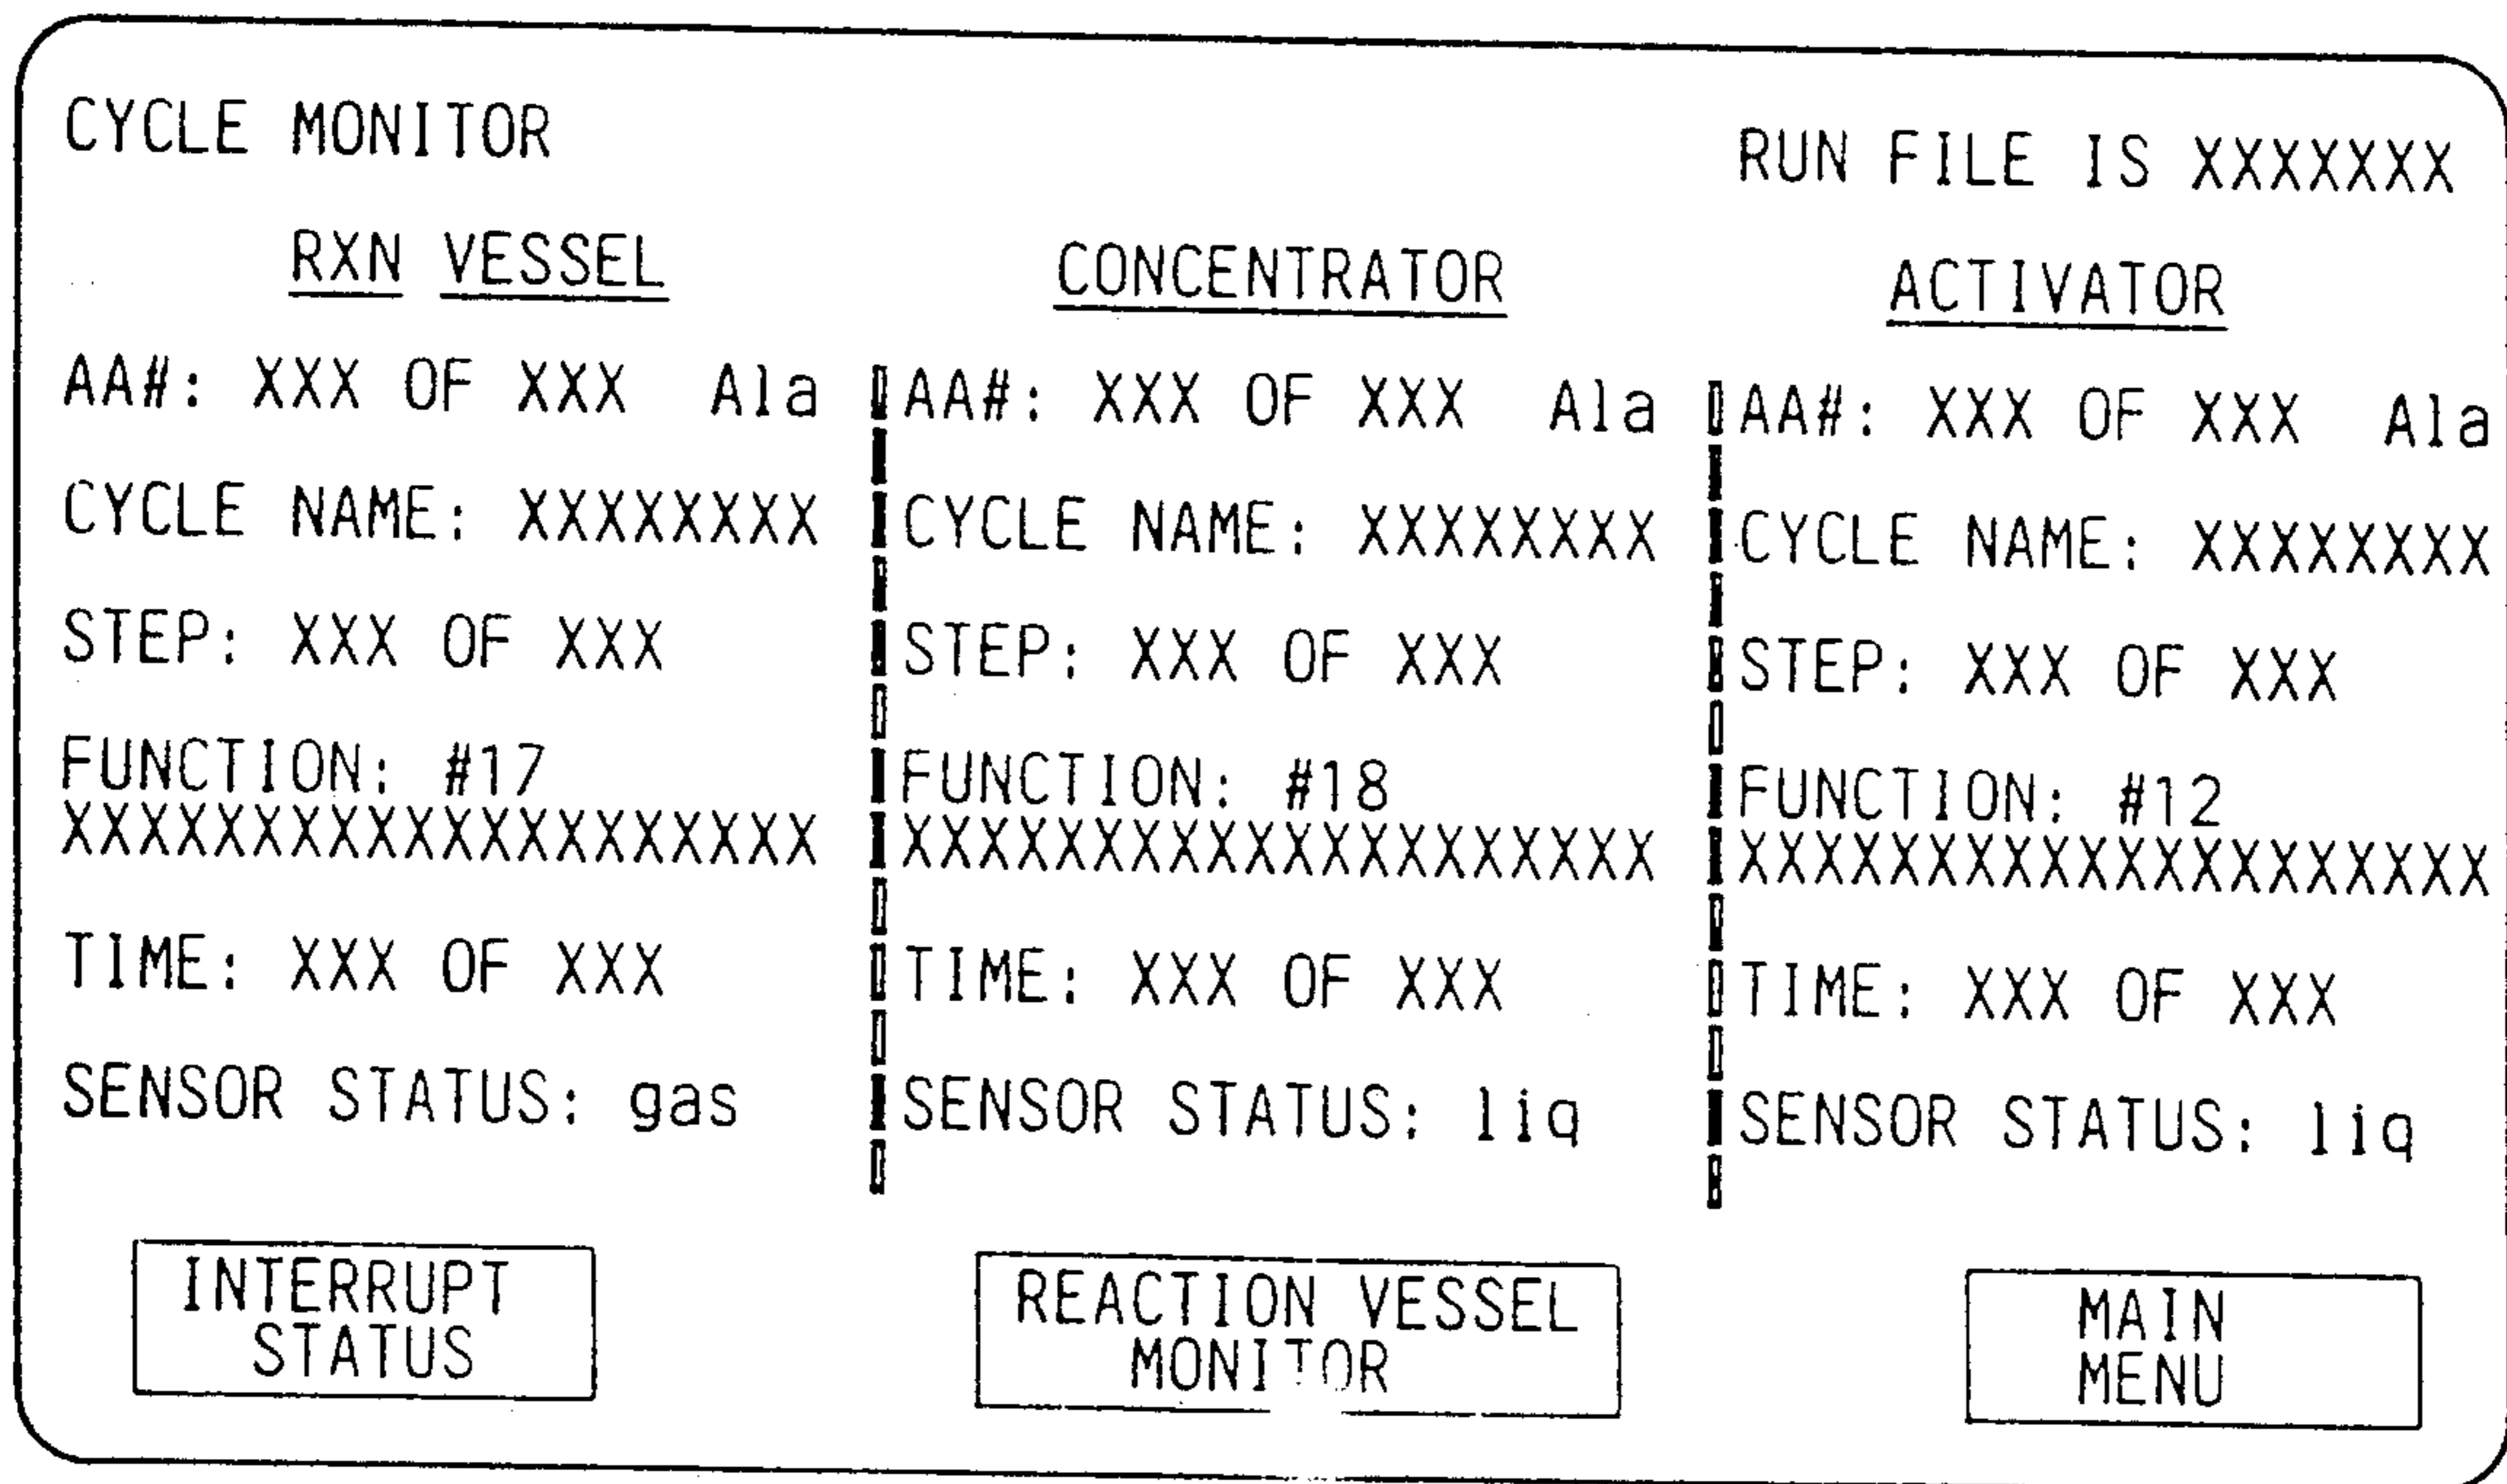 CYCLE MONITOR
RUN FILE IS XXXXXXX
RXN VESSEL
AA#: XXX OF XXX Ala
CYCLE NAME: XXXXXXXX
STEP: XXX OF XXX
FUNCTION: #17
XXXXXXXXXXXXXXXXXXXX
TIME: XXX OF XXX
SENSOR STATUS: gas
CONCENTRATOR
AA#: XXX OF XXX Ala
CYCLE NAME: XXXXXXXX
STEP: XXX OF XXX
FUNCTION: #18
XXXXXXXXXXXXXXXXXXXX
TIME: XXX OF XXX
SENSOR STATUS: liq
ACTIVATOR
AA#: XXX OF XXX Ala
CYCLE NAME: XXXXXXXX
STEP: XXX OF XXX
FUNCTION: #12
XXXXXXXXXXXXXXXXXXXX
TIME: XXX OF XXX
SENSOR STATUS: liq
INTERRUPT
STATUS
REACTION VESSEL
MONITOR
MAIN
MENU